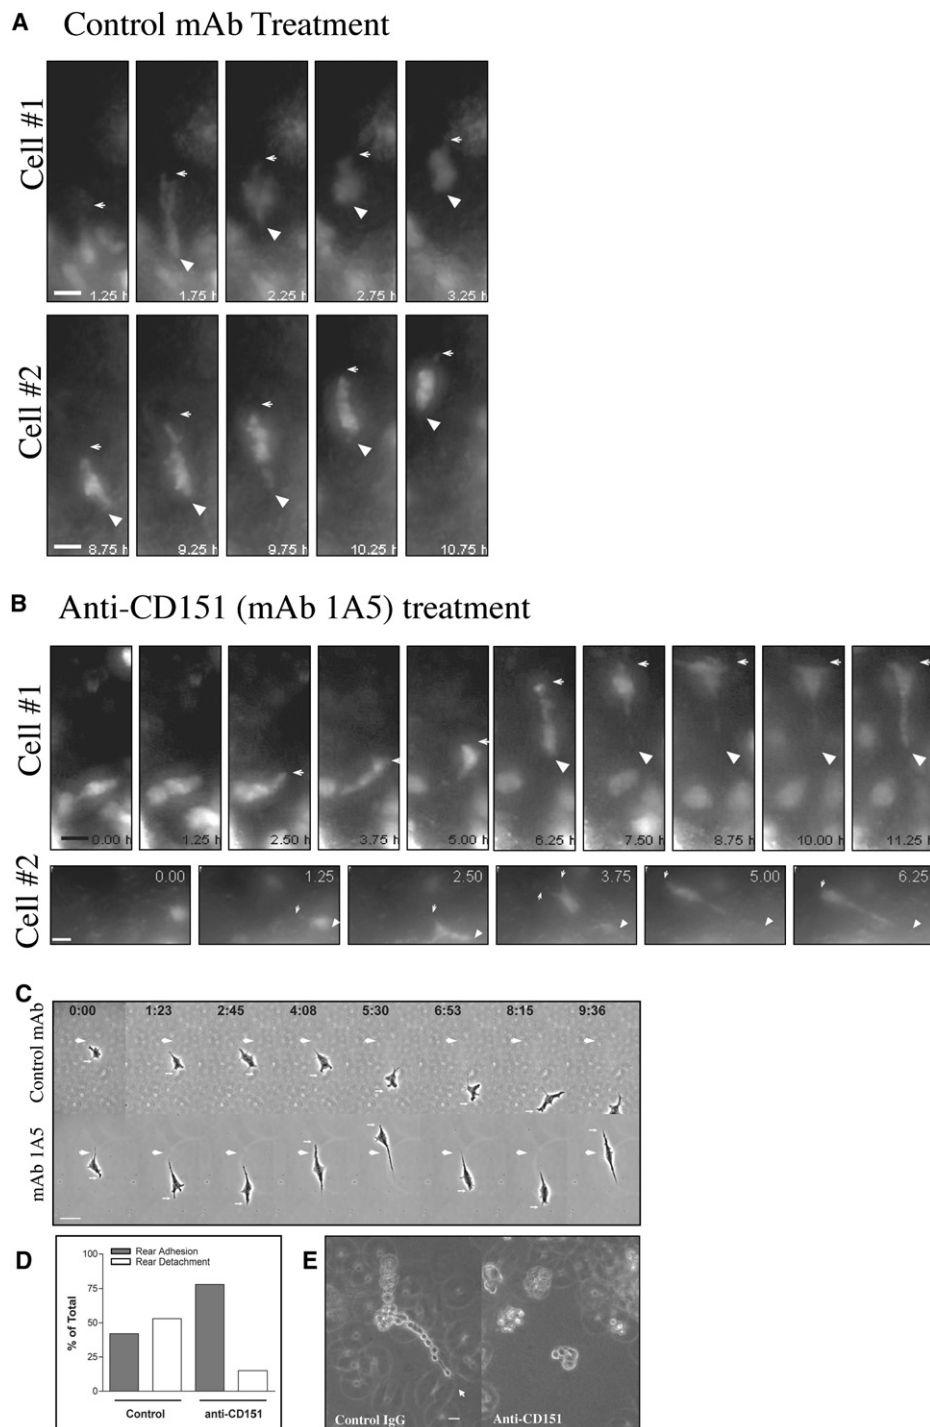 A
Control mAb Treatment
Cell #1
1.25 h
1.75 h
2.25 h
2.75 h
3.25 h
Cell #2
8.75 h
9.25 h
9.75 h
10.25 h
10.75 h
B
Anti-CD151 (mAb 1A5) treatment
Cell #1
0.00 h
1.25 h
2.50 h
3.75 h
5.00 h
6.25 h
7.50 h
8.75 h
10.00 h
11.25 h
Cell #2
0.00
1.25
2.50
3.75
5.00
6.25
C
Control mAb
0:00
1:23
2:45
4:08
5:30
6:53
8:15
9:36
mAb 1A5
D
% of Total
100
75
50
25
0
Rear Adhesion
Rear Detachment
Control
anti-CD151
E
Control IgG
Anti-CD151